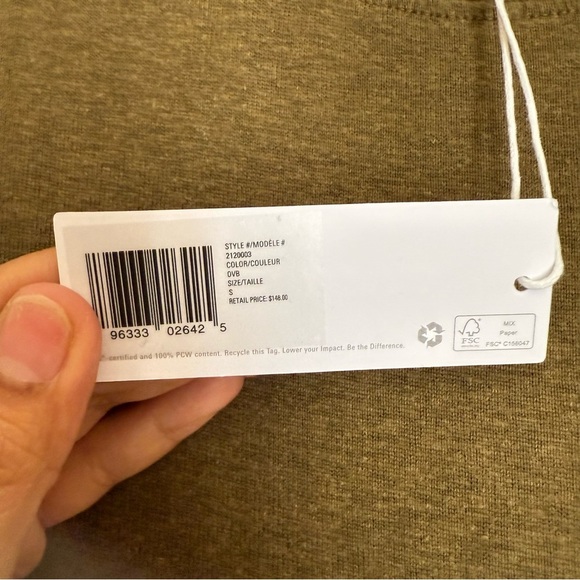 STYLE #/MODÈLE #
2120003
COLOR/COULEUR
OVB
SIZE/TAILLE
S
RETAIL PRICE: $148.00
96333 02642 5
-certified and 100% PCW content. Recycle this Tag. Lower your Impact. Be the Difference.
FSC
MIX
Paper
FSC® C156047